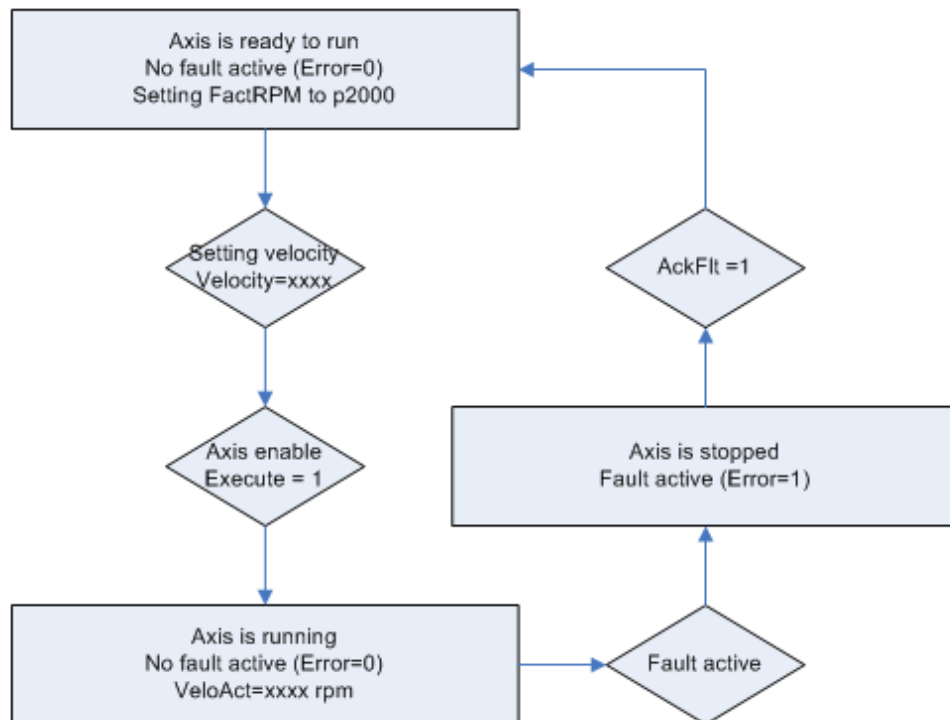 Axis is ready to run
No fault active (Error=0)
Setting FactRPM to p2000
Setting velocity
Velocity=xxxx
AckFlt =1
Axis enable
Execute = 1
Axis is stopped
Fault active (Error=1)
Axis is running
No fault active (Error=0)
VeloAct=xxxx rpm
Fault active